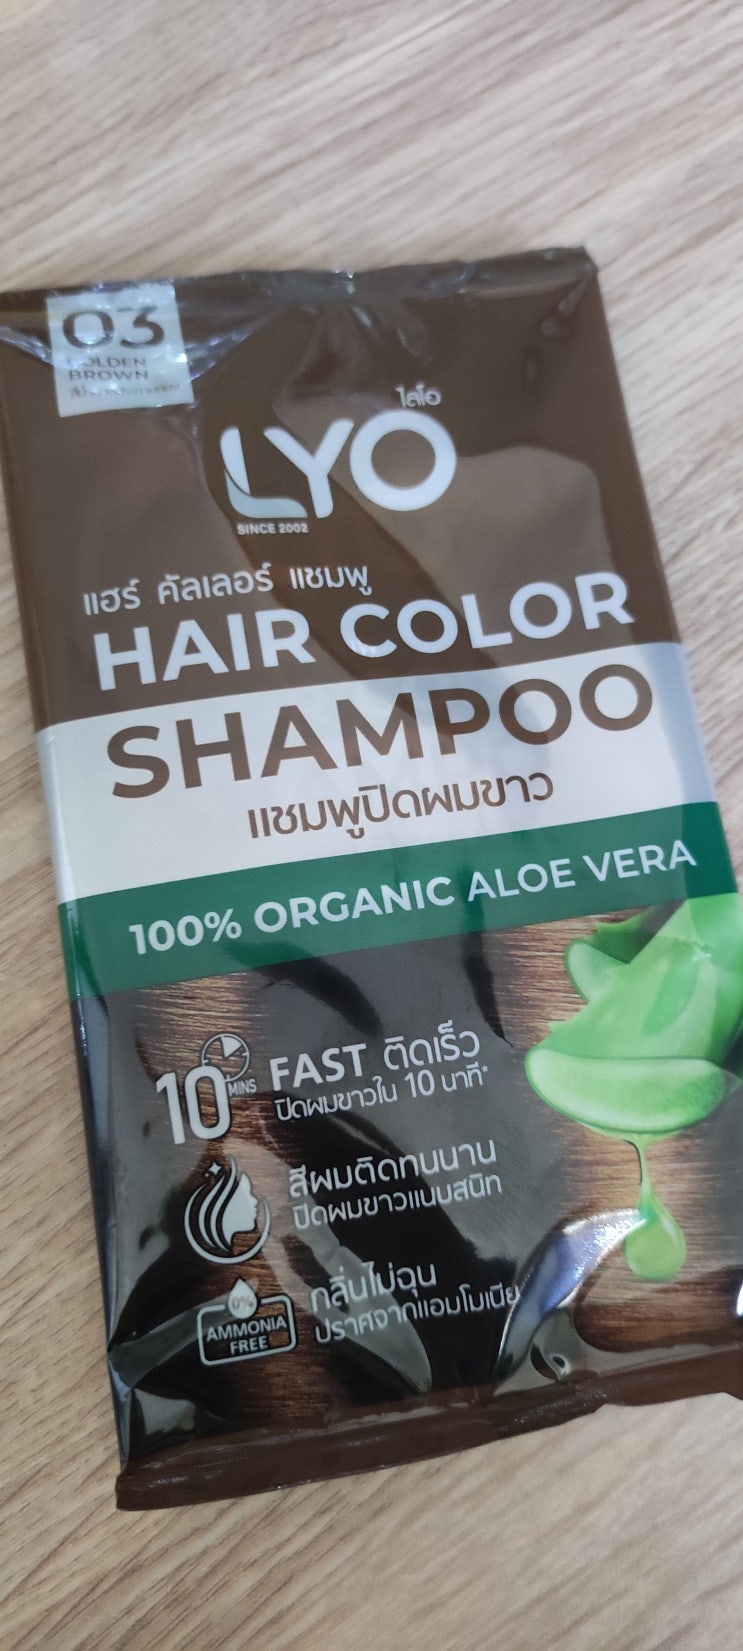 03
GOLDEN
BROWN
ไลโอ
LYO
SINCE 2002
แฮร์ คัลเลอร์ แชมพู
HAIR COLOR
SHAMPOO
แชมพูปิดผมขาว
100% ORGANIC ALOE VERA
10 MINS
FAST ติดเร็ว
ปิดผมขาวใน 10 นาที*
สีผมติดทนนาน
ปิดผมขาวแนบสนิท
0%
AMMONIA
FREE
กลิ่นไม่ฉุน
ปราศจากแอมโมเนีย